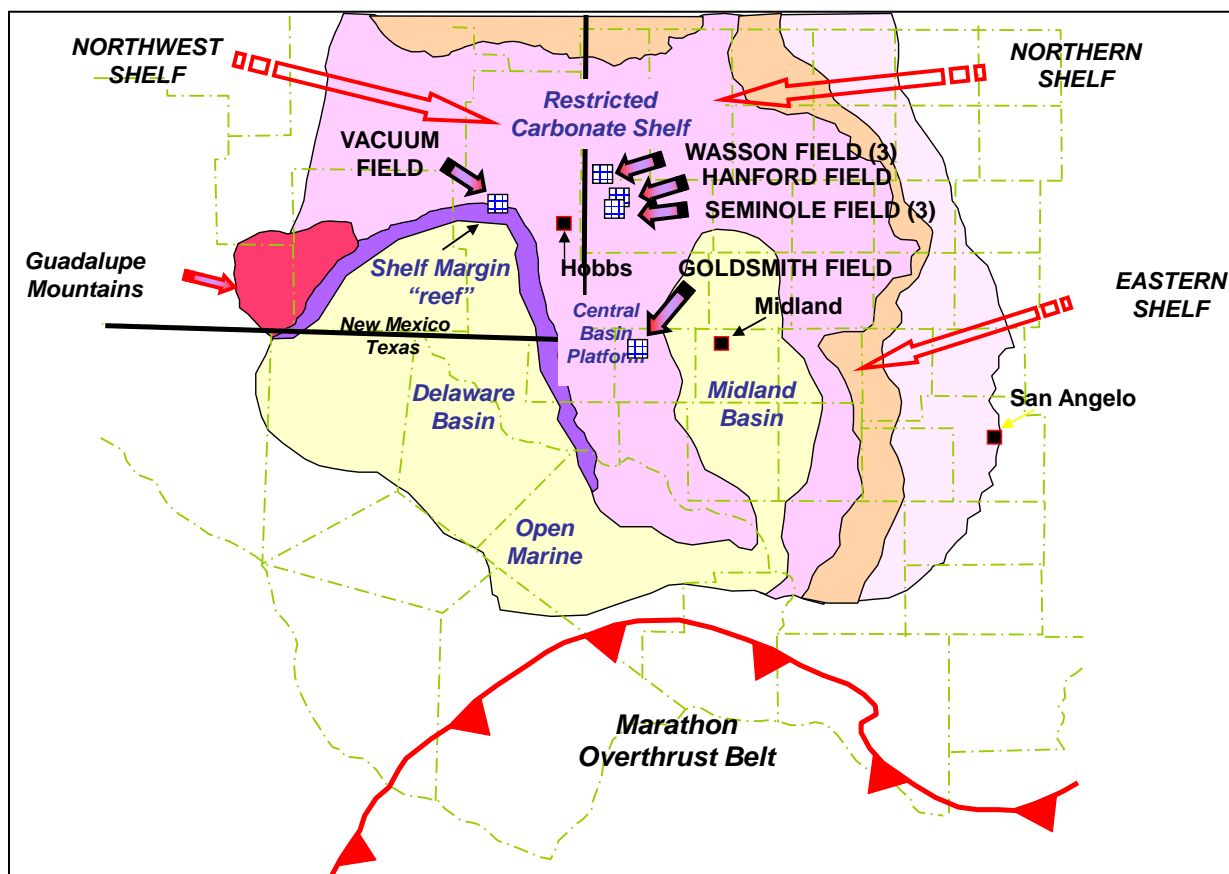 NORTHWEST
SHELF
NORTHERN
SHELF
Restricted
Carbonate Shelf
VACUUM
FIELD
WASSON FIELD (3)
HANFORD FIELD
SEMINOLE FIELD (3)
Guadalupe
Mountains
Shelf Margin
“reef”
Hobbs
GOLDSMITH FIELD
EASTERN
SHELF
Central
Basin
Platform
Midland
New Mexico
Texas
Delaware
Basin
Midland
Basin
San Angelo
Open
Marine
Marathon
Overthrust Belt